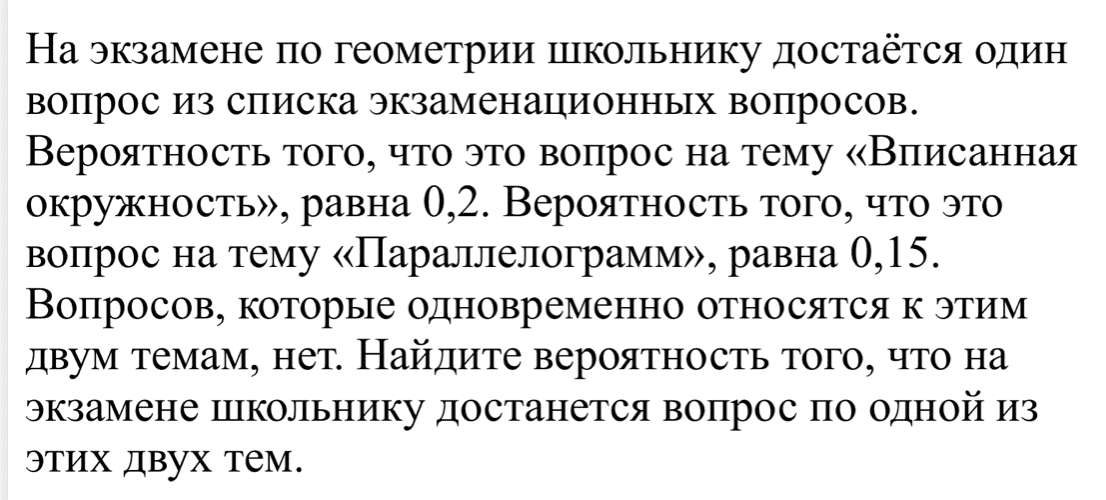 На экзамене по геометрии школьнику достаётся один
вопрос из списка экзаменационных вопросов.
Вероятность того, что это вопрос на тему «Вписанная
окружность», равна 0,2. Вероятность того, что это
вопрос на тему «Параллелограмм», равна 0,15.
Вопросов, которые одновременно относятся к этим
двум темам, нет. Найдите вероятность того, что на
экзамене школьнику достанется вопрос по одной из
этих двух тем.